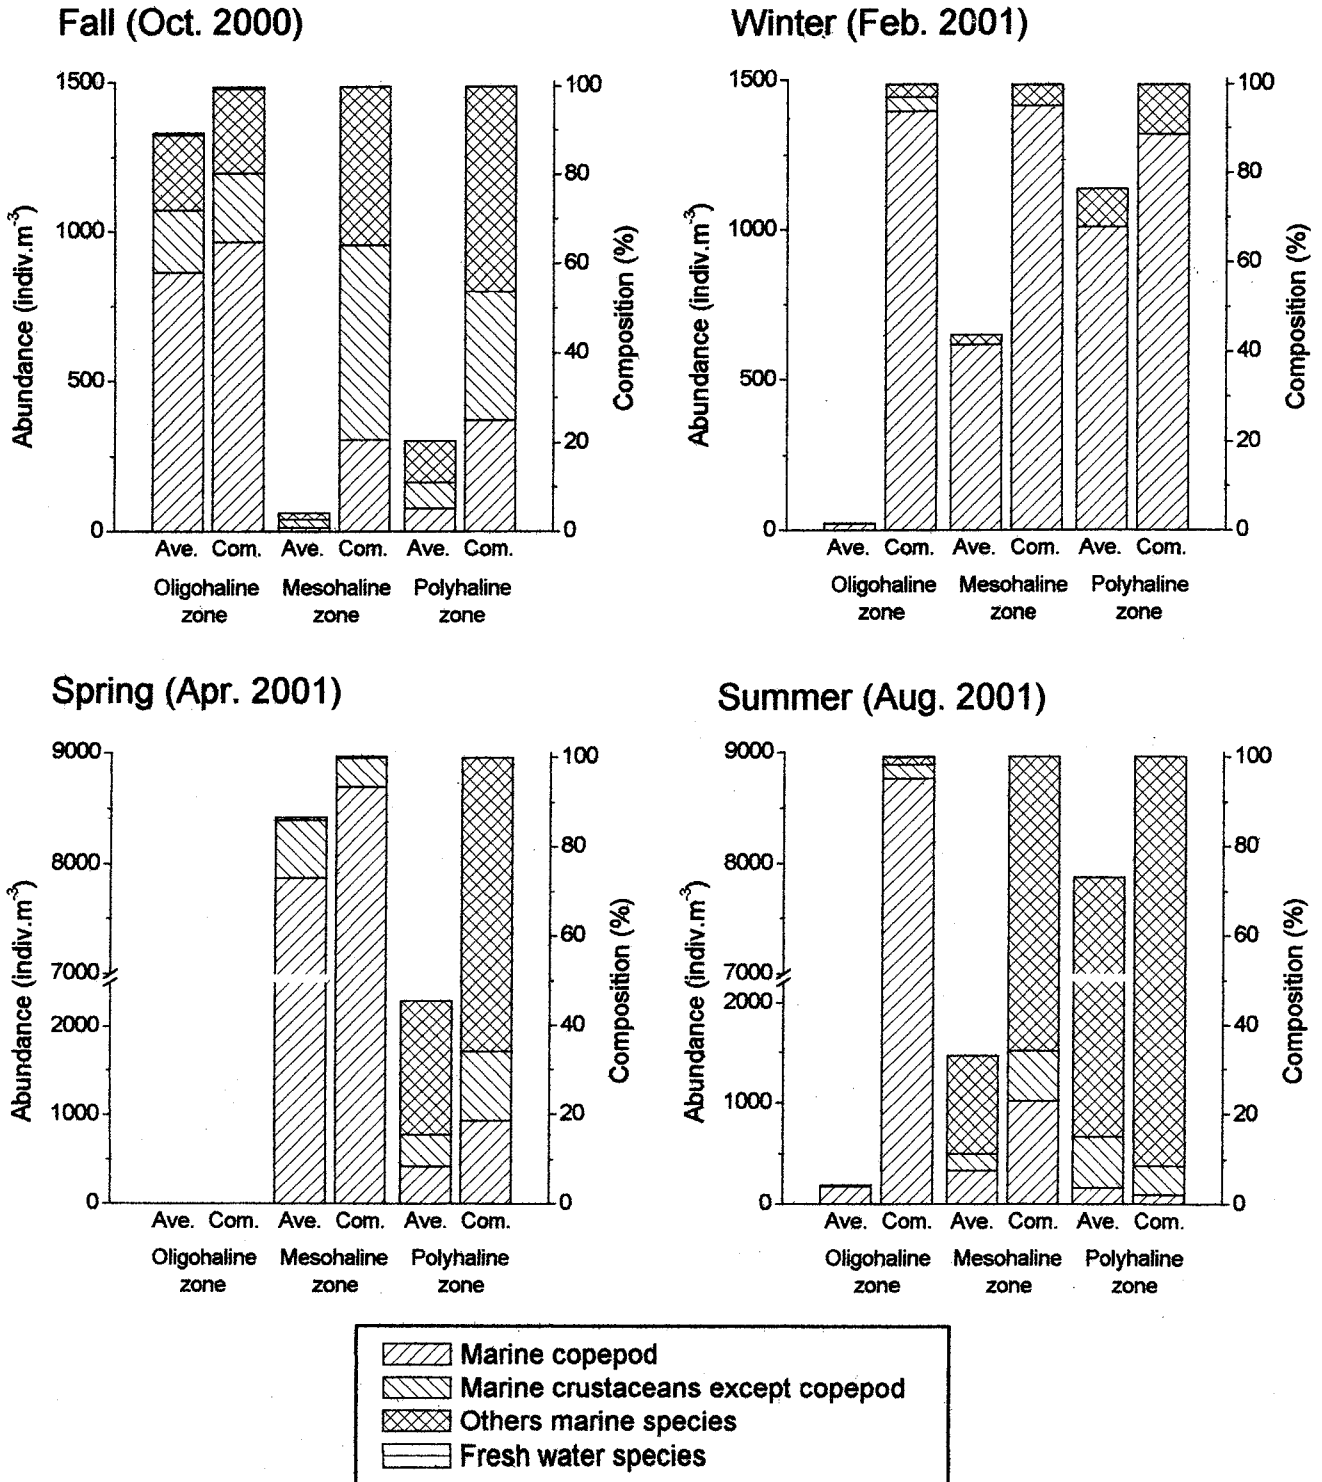 Fall (Oct. 2000)
1500
1000
500
0
Abundance (indiv.m-3)
100
80
60
40
20
0
Composition (%)
Ave. Com. Ave. Com. Ave. Com.
Oligohaline Mesohaline Polyhaline
zone zone zone
Winter (Feb. 2001)
1500
1000
500
0
Abundance (indiv.m-3)
100
80
60
40
20
0
Composition (%)
Ave. Com. Ave. Com. Ave. Com.
Oligohaline Mesohaline Polyhaline
zone zone zone
Spring (Apr. 2001)
9000
8000
7000
2000
1000
0
Abundance (indiv.m-3)
100
80
60
40
20
0
Composition (%)
Ave. Com. Ave. Com. Ave. Com.
Oligohaline Mesohaline Polyhaline
zone zone zone
Summer (Aug. 2001)
9000
8000
7000
2000
1000
0
Abundance (indiv.m-3)
100
80
60
40
20
0
Composition (%)
Ave. Com. Ave. Com. Ave. Com.
Oligohaline Mesohaline Polyhaline
zone zone zone
Marine copepod
Marine crustaceans except copepod
Others marine species
Fresh water species